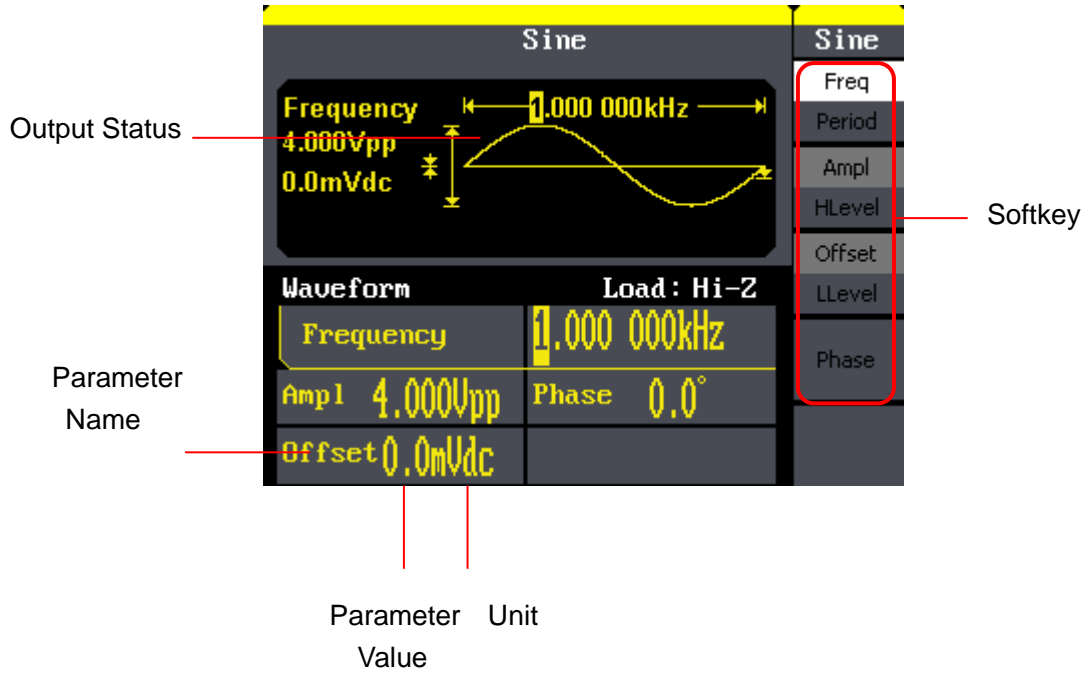 Sine
Sine
Output Status
Frequency
1.000 000kHz
4.000Vpp
0.0mVdc
Freq
Period
Ampl
HLevel
Offset
LLevel
Phase
Softkey
Waveform Load: Hi-Z
Frequency 1.000 000kHz
Ampl 4.000Vpp Phase 0.0°
Offset 0.0mVdc
Parameter
Name
Parameter Unit
Value